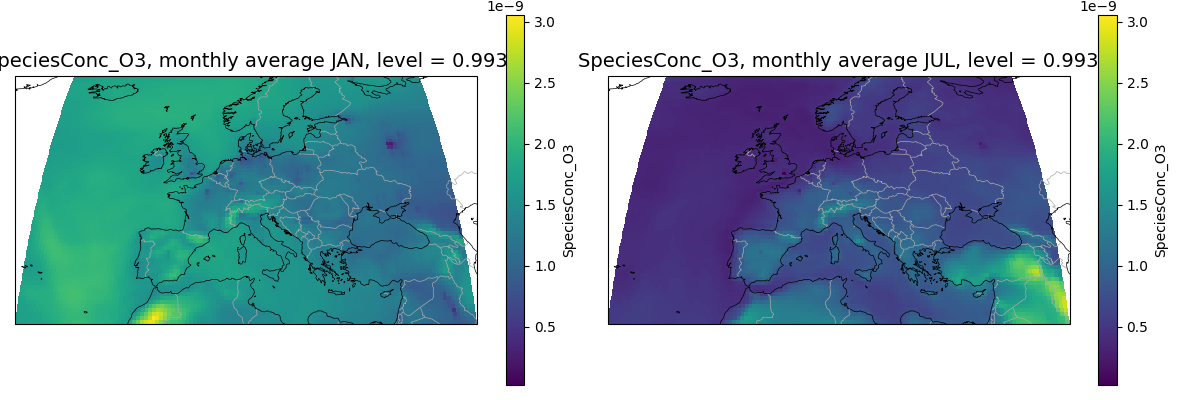 1e−9
peciesConc_O3, monthly average JAN, level = 0.993
3.0
2.5
2.0
1.5
1.0
0.5
SpeciesConc_O3
1e−9
SpeciesConc_O3, monthly average JUL, level = 0.993
3.0
2.5
2.0
1.5
1.0
0.5
SpeciesConc_O3